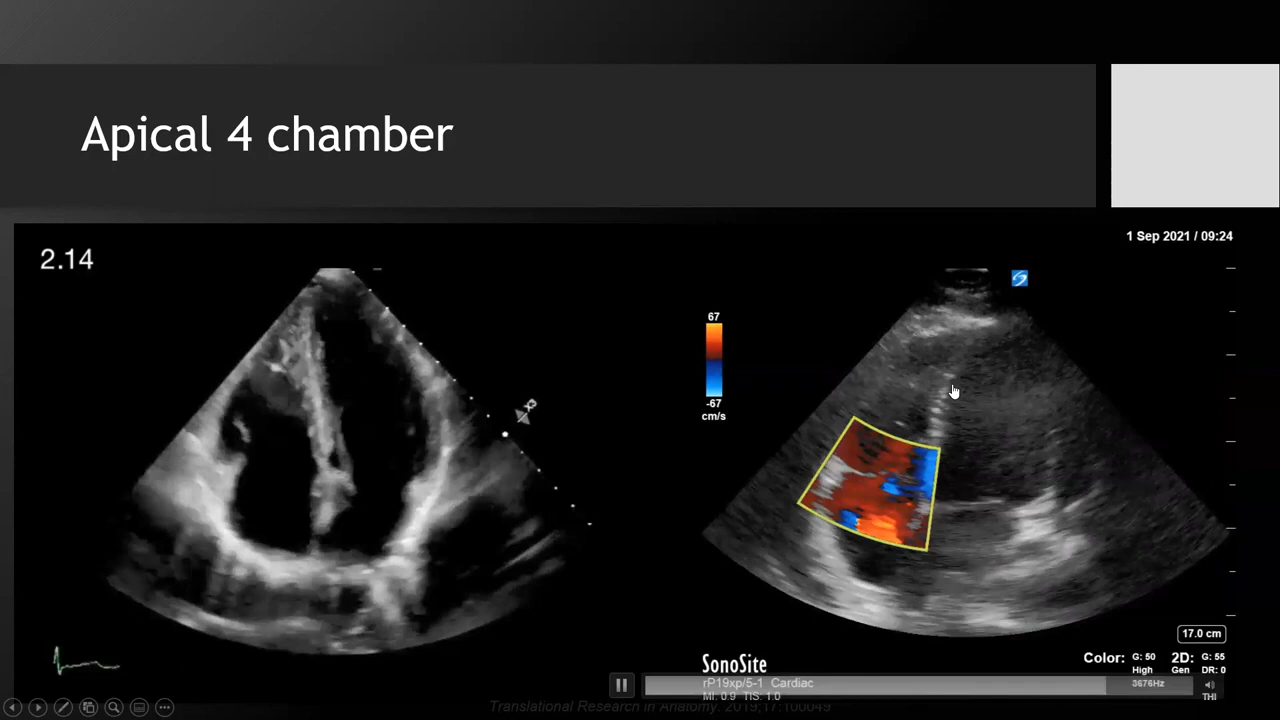 Apical 4 chamber
2.14
1 Sep 2021 / 09:24
67
-67
cm/s
17.0 cm
SonoSite
rP19xp/5-1 Cardiac
MI: 0.9 TIS: 1.0
Color: G: 50 2D: G: 55
High Gen DR: 0
3676Hz
THI
Translational Research in Anatomy. 2019;17:100049